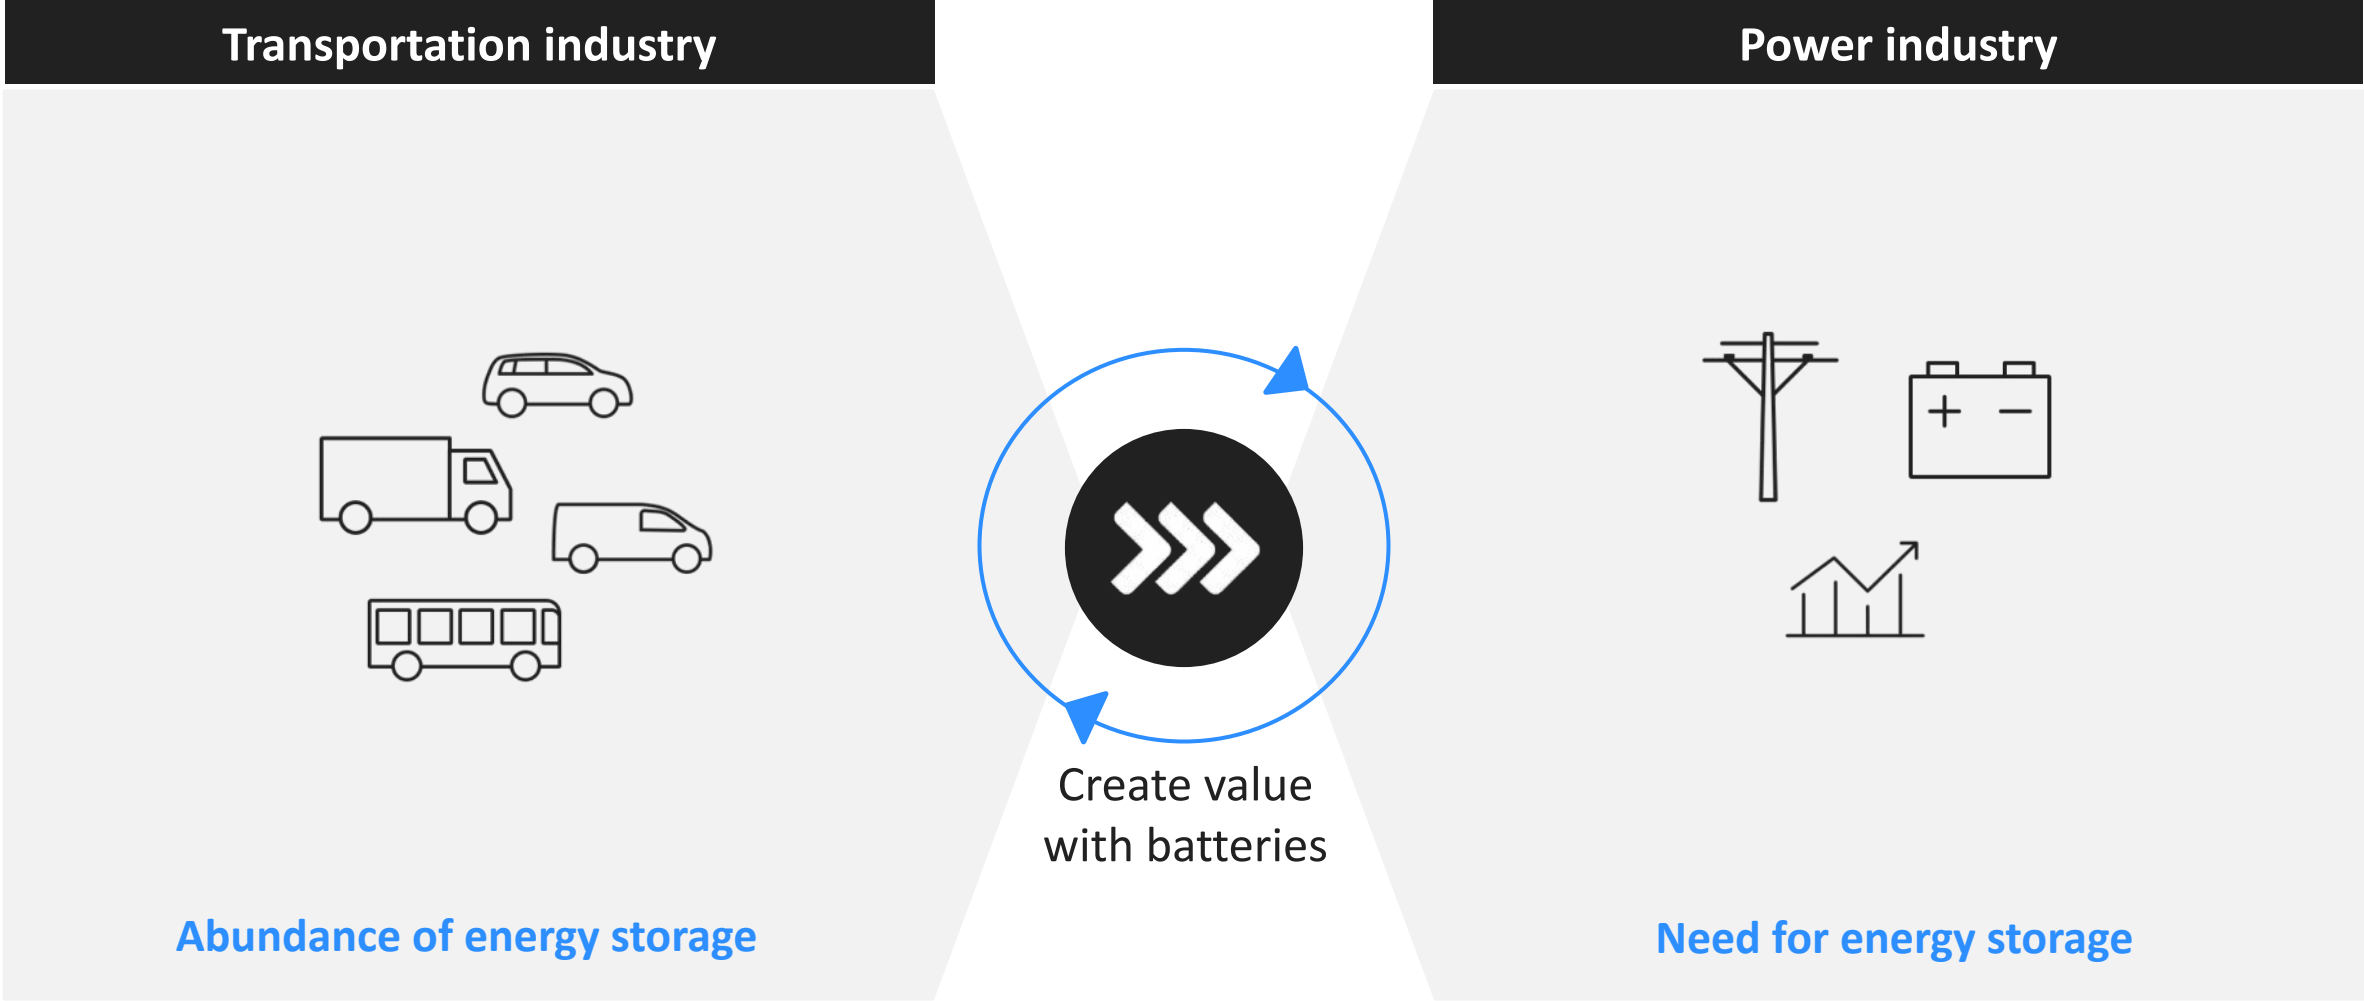 Transportation industry
Power industry
Create value
with batteries
Abundance of energy storage
Need for energy storage